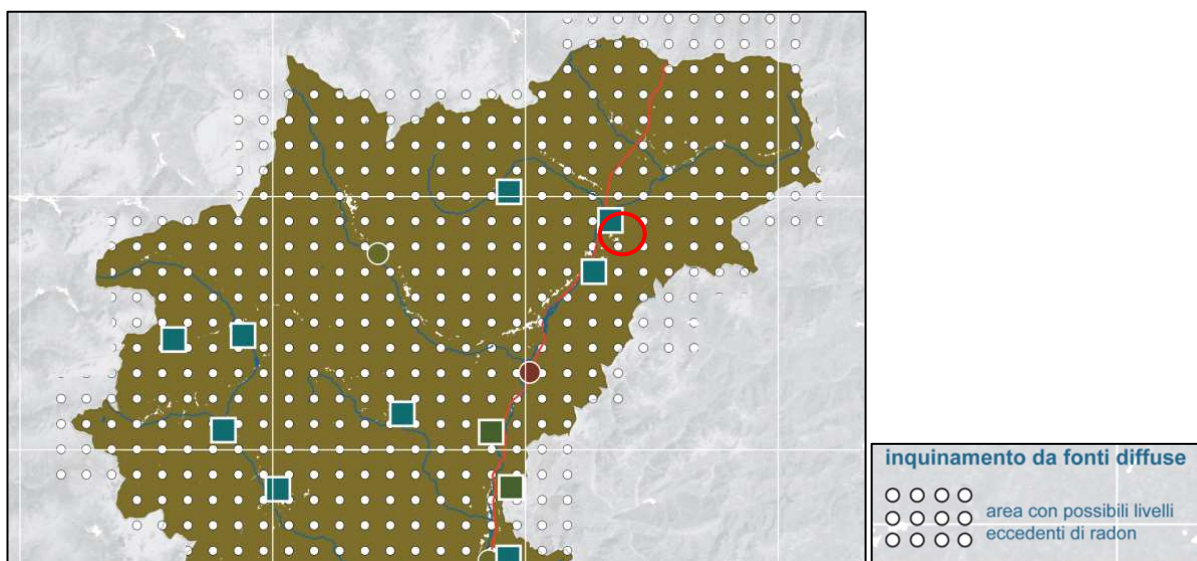 inquinamento da fonti diffuse
area con possibili livelli
eccedenti di radon